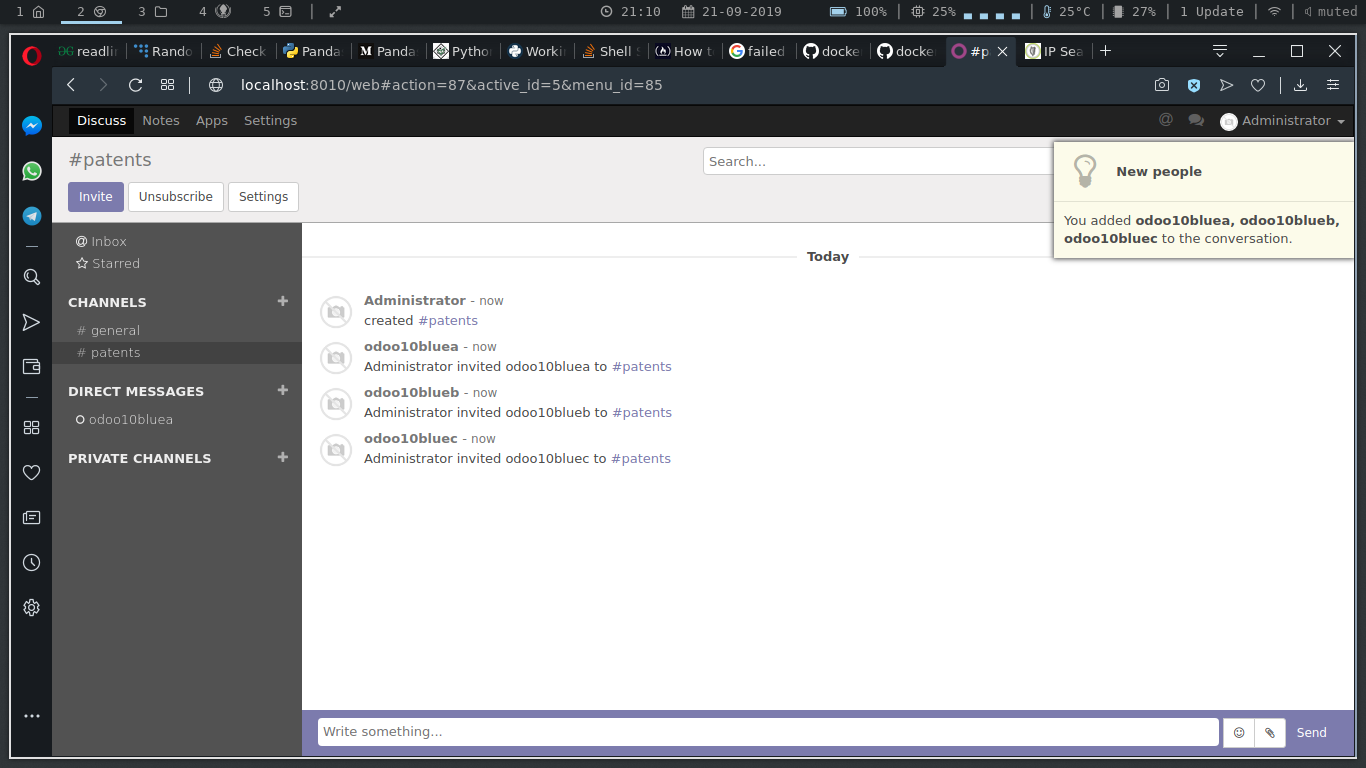 1 2 3 4 5 21:10 21-09-2019 100% 25% 25°C 27% 1 Update muted
readlin Rando Check Panda Panda Pytho Worki Shell How t failed docke docke #p IP Sea
localhost:8010/web#action=87&active_id=5&menu_id=85
Discuss Notes Apps Settings @ Administrator
#patents
Search...
Invite Unsubscribe Settings
New people
You added odoo10bluea, odoo10blueb,
odoo10bluec to the conversation.
Inbox
Starred
CHANNELS +
# general
# patents
DIRECT MESSAGES +
odoo10bluea
PRIVATE CHANNELS +
Today
Administrator - now
created #patents
odoo10bluea - now
Administrator invited odoo10bluea to #patents
odoo10blueb - now
Administrator invited odoo10blueb to #patents
odoo10bluec - now
Administrator invited odoo10bluec to #patents
Write something...
Send